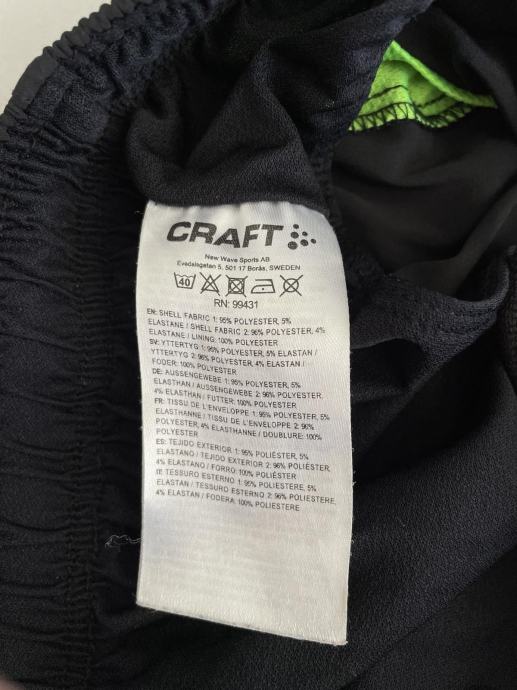 CRAFT
New Wave Sports AB
Evedalsgatan 5, 501 17 Borås, SWEDEN
40
RN: 99431
EN: SHELL FABRIC 1: 95% POLYESTER, 5%
ELASTANE / SHELL FABRIC 2: 96% POLYESTER, 4%
ELASTANE / LINING: 100% POLYESTER
SV: YTTERTYG 1: 95% POLYESTER, 5% ELASTAN /
YTTERTYG 2: 96% POLYESTER, 4% ELASTAN /
FODER: 100% POLYESTER
DE: AUSSENGEWEBE 1: 95% POLYESTER, 5%
ELASTHAN / AUSSENGEWEBE 2: 96% POLYESTER,
4% ELASTHAN / FUTTER: 100% POLYESTER
FR: TISSU DE L'ENVELOPPE 1: 95% POLYESTER, 5%
ELASTHANNE / TISSU DE L'ENVELOPPE 2: 96%
POLYESTER, 4% ELASTHANNE / DOUBLURE: 100%
POLYESTER
ES: TEJIDO EXTERIOR 1: 95% POLIÉSTER, 5%
ELASTANO / TEJIDO EXTERIOR 2: 96% POLIÉSTER,
4% ELASTANO / FORRO: 100% POLIÉSTER
IT: TESSURO ESTERNO 1: 95% POLIESTERE, 5%
ELASTAN / TESSURO ESTERNO 2: 96% POLIESTERE,
4% ELASTAN / FODERA: 100% POLIESTERE